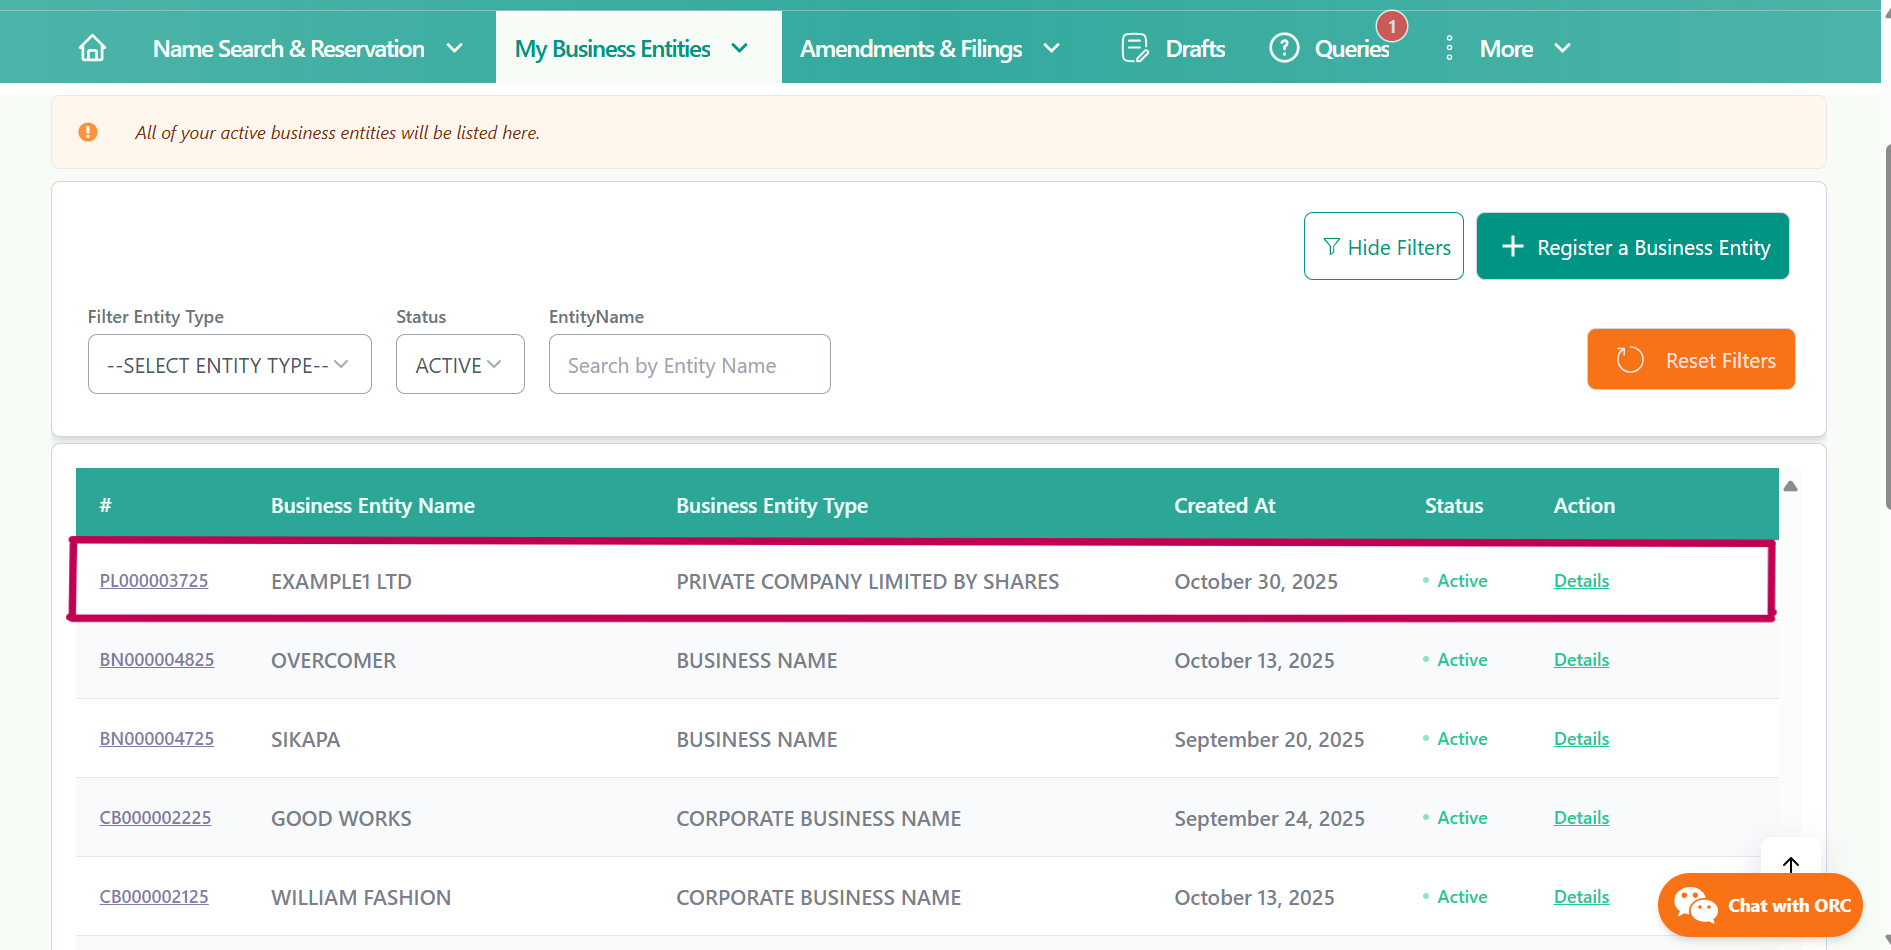 Name Search & Reservation My Business Entities Amendments & Filings Drafts Queries 1 More
All of your active business entities will be listed here.
Hide Filters + Register a Business Entity
Filter Entity Type Status EntityName
--SELECT ENTITY TYPE-- ACTIVE Search by Entity Name Reset Filters
# Business Entity Name Business Entity Type Created At Status Action
PL000003725 EXAMPLE1 LTD PRIVATE COMPANY LIMITED BY SHARES October 30, 2025 Active Details
BN000004825 OVERCOMER BUSINESS NAME October 13, 2025 Active Details
BN000004725 SIKAPA BUSINESS NAME September 20, 2025 Active Details
CB000002225 GOOD WORKS CORPORATE BUSINESS NAME September 24, 2025 Active Details
CB000002125 WILLIAM FASHION CORPORATE BUSINESS NAME October 13, 2025 Active Details
Chat with ORC